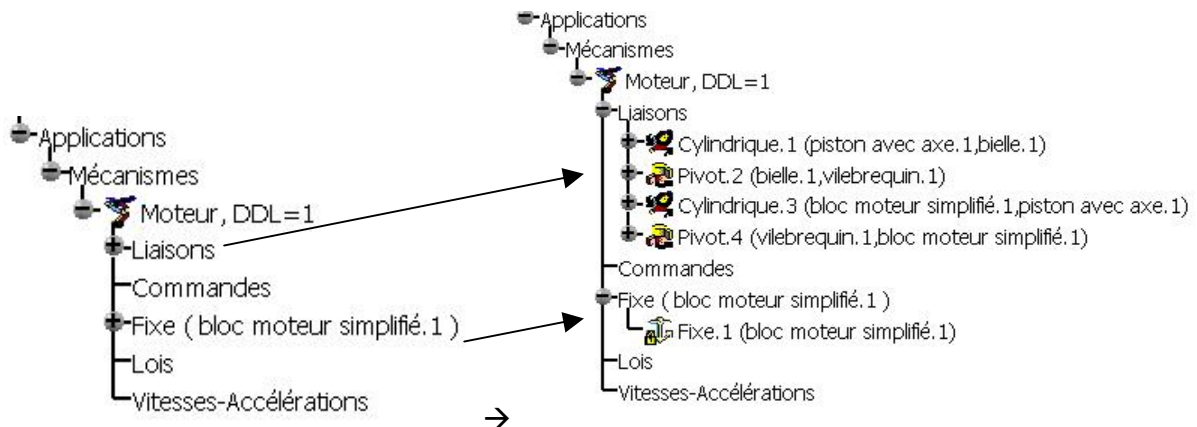 Applications
Mécanismes
Moteur, DDL=1
Liaisons
Commandes
Fixe ( bloc moteur simplifié.1 )
Lois
Vitesses-Accélérations
→
Applications
Mécanismes
Moteur, DDL=1
Liaisons
Cylindrique.1 (piston avec axe.1,bielle.1)
Pivot.2 (bielle.1,vilebrequin.1)
Cylindrique.3 (bloc moteur simplifié.1,piston avec axe.1)
Pivot.4 (vilebrequin.1,bloc moteur simplifié.1)
Commandes
Fixe ( bloc moteur simplifié.1 )
Fixe.1 (bloc moteur simplifié.1)
Lois
Vitesses-Accélérations